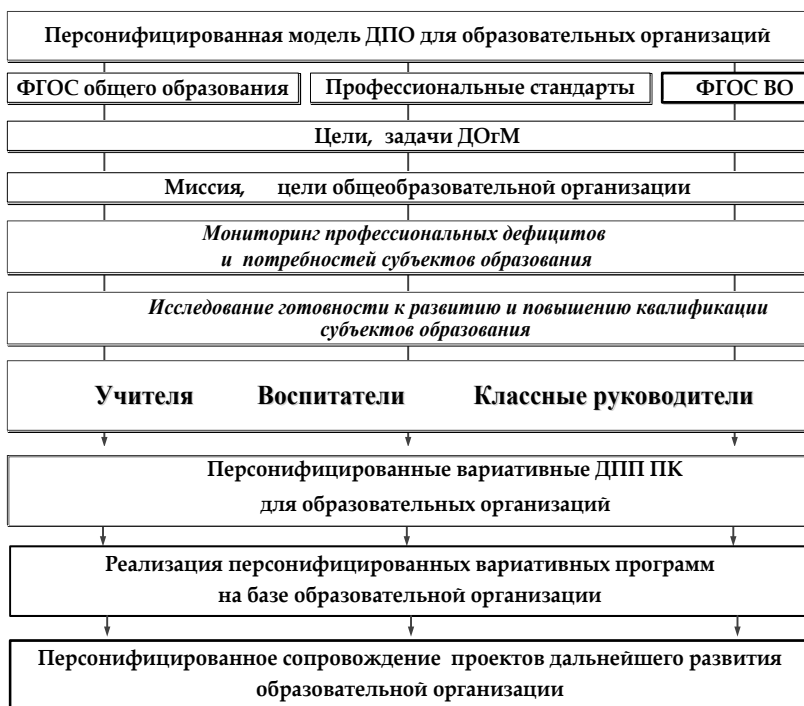 Персонифицированная модель ДПО для образовательных организаций
ФГОС общего образования Профессиональные стандарты ФГОС ВО
Цели, задачи ДОгМ
Миссия, цели общеобразовательной организации
Мониторинг профессиональных дефицитов
и потребностей субъектов образования
Исследование готовности к развитию и повышению квалификации
субъектов образования
Учителя Воспитатели Классные руководители
Персонифицированные вариативные ДПП ПК
для образовательных организаций
Реализация персонифицированных вариативных программ
на базе образовательной организации
Персонифицированное сопровождение проектов дальнейшего развития
образовательной организации